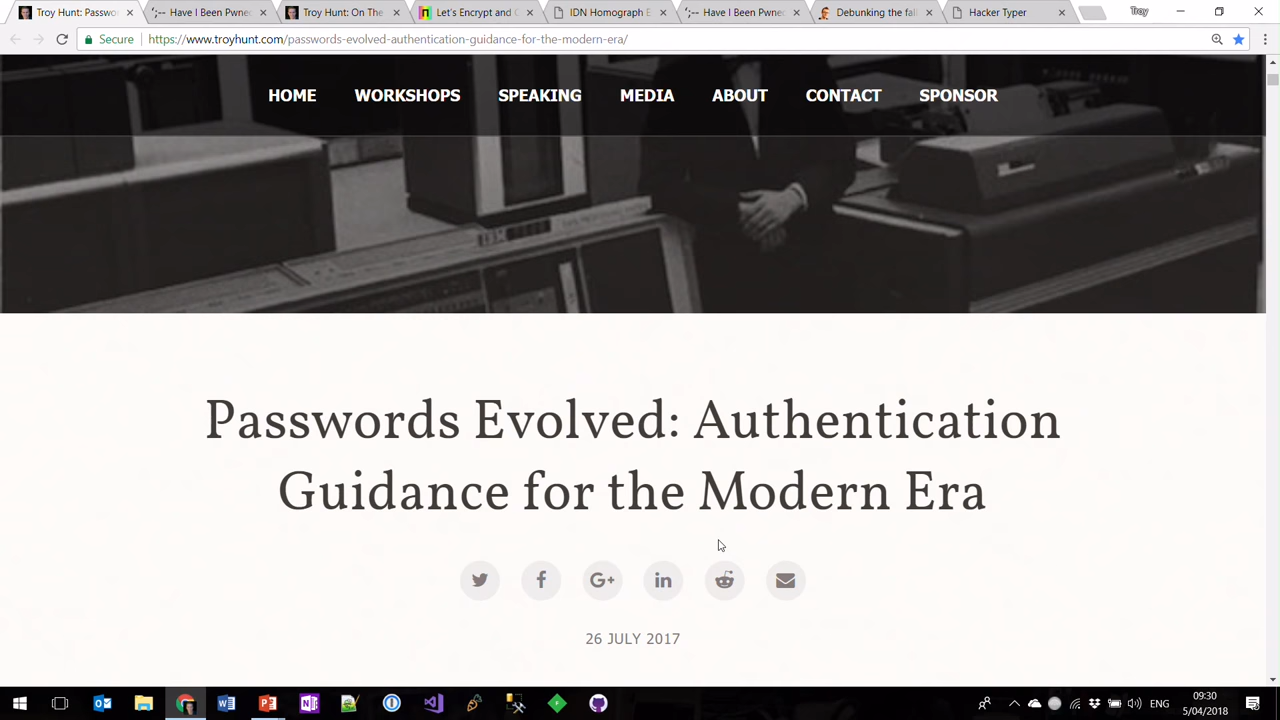 Troy Hunt: Passwor
Have I Been Pwned
Troy Hunt: On The
Let's Encrypt and
IDN Homograph
Have I Been Pwned
Debunking the fal
Hacker Typer
Troy
Secure
https://www.troyhunt.com/passwords-evolved-authentication-guidance-for-the-modern-era/
HOME WORKSHOPS SPEAKING MEDIA ABOUT CONTACT SPONSOR
Passwords Evolved: Authentication
Guidance for the Modern Era
26 JULY 2017
ENG
09:30
5/04/2018